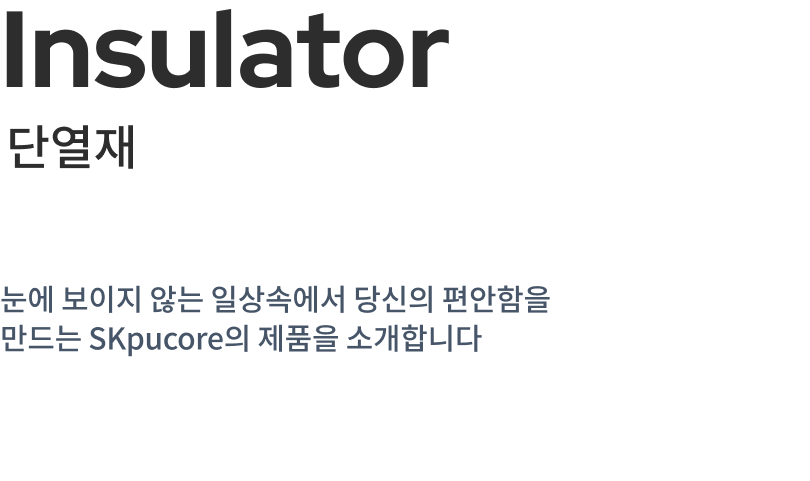 Insulator
단열재
눈에 보이지 않는 일상속에서 당신의 편안함을
만드는 SKpucore의 제품을 소개합니다